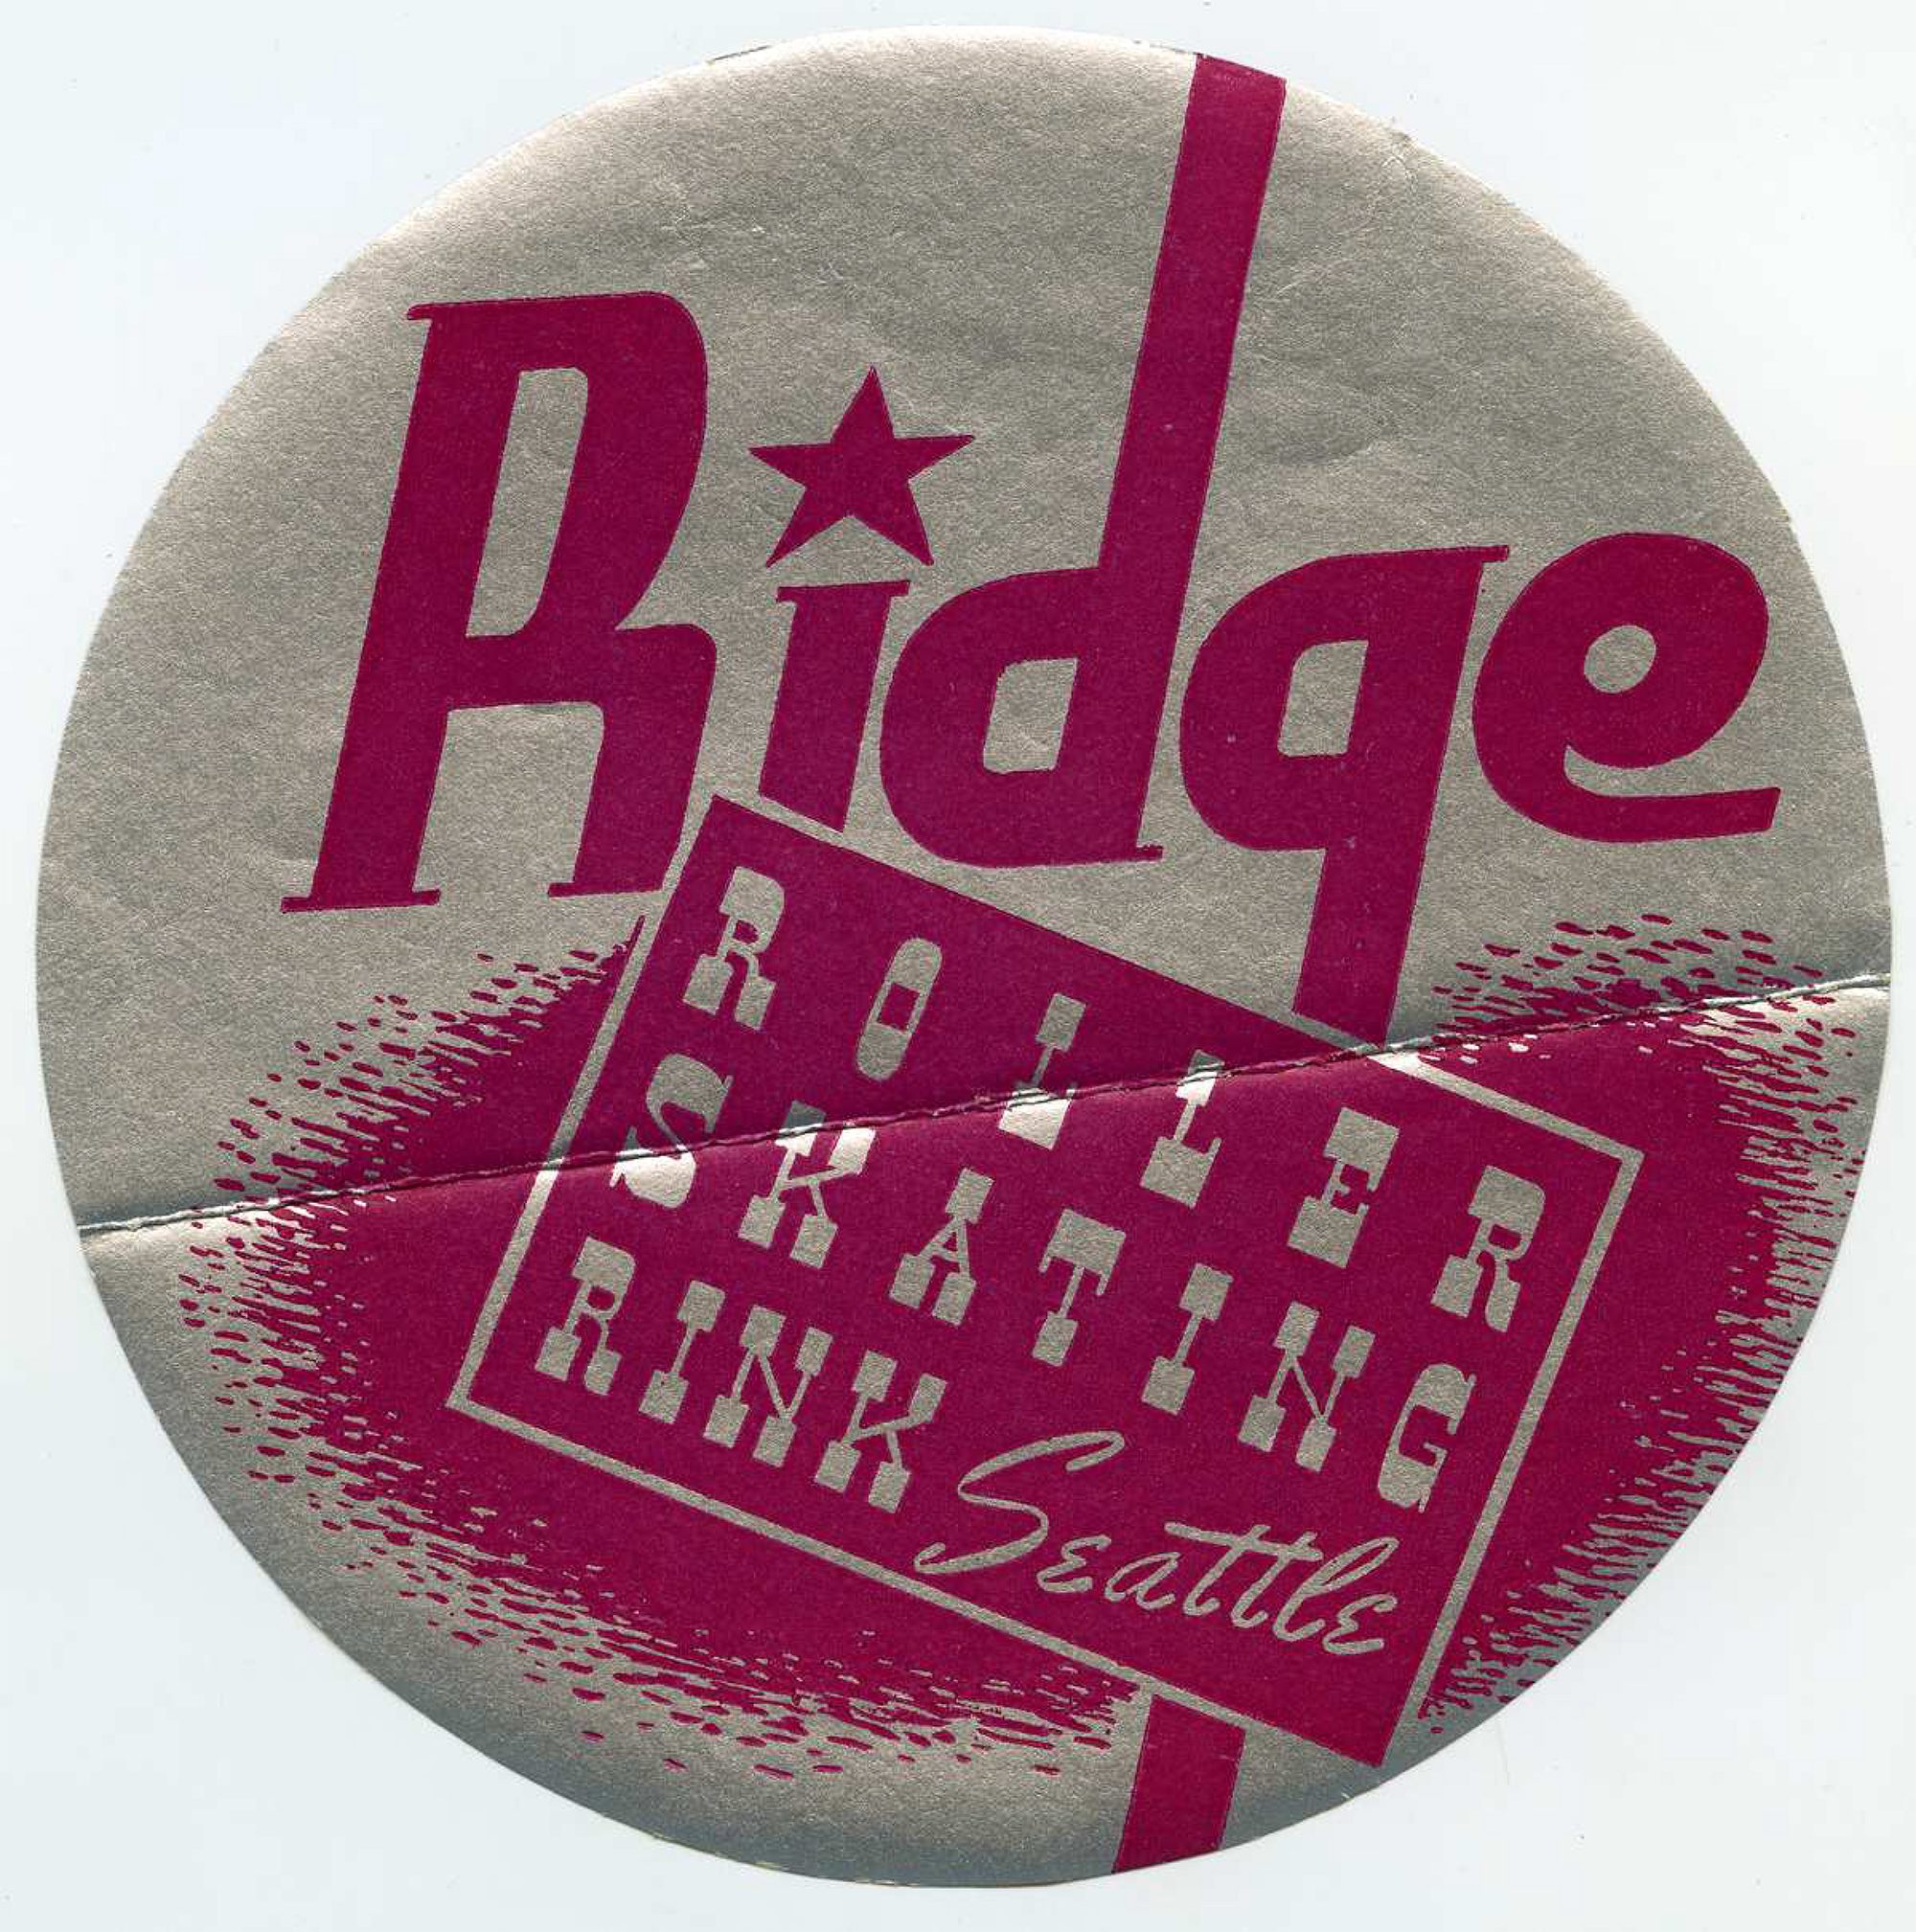 Ridge
ROLLER
SKATING
RINK Seattle